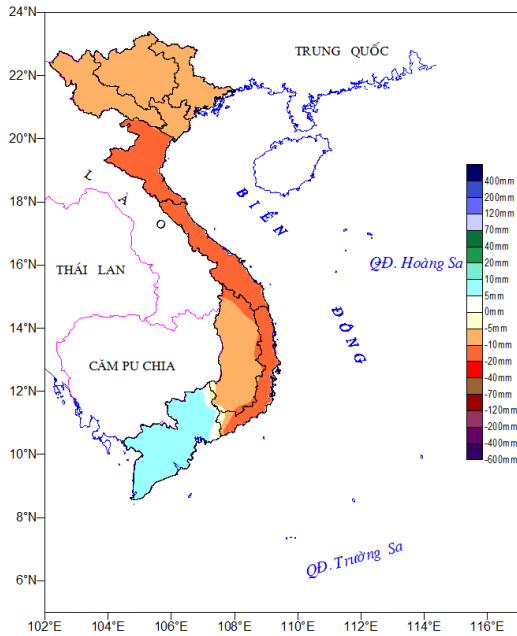 24°N
TRUNG QUỐC
22°N
20°N
LAO
18°N
BIỂN
16°N
THÁI LAN
QĐ. Hoàng Sa
ĐÔNG
14°N
CĂM PU CHIA
12°N
10°N
8°N
QĐ. Trường Sa
6°N
102°E
104°E
106°E
108°E
110°E
112°E
114°E
116°E
400mm
200mm
120mm
70mm
40mm
20mm
10mm
5mm
0mm
-5mm
-10mm
-20mm
-40mm
-70mm
-120mm
-200mm
-400mm
-600mm